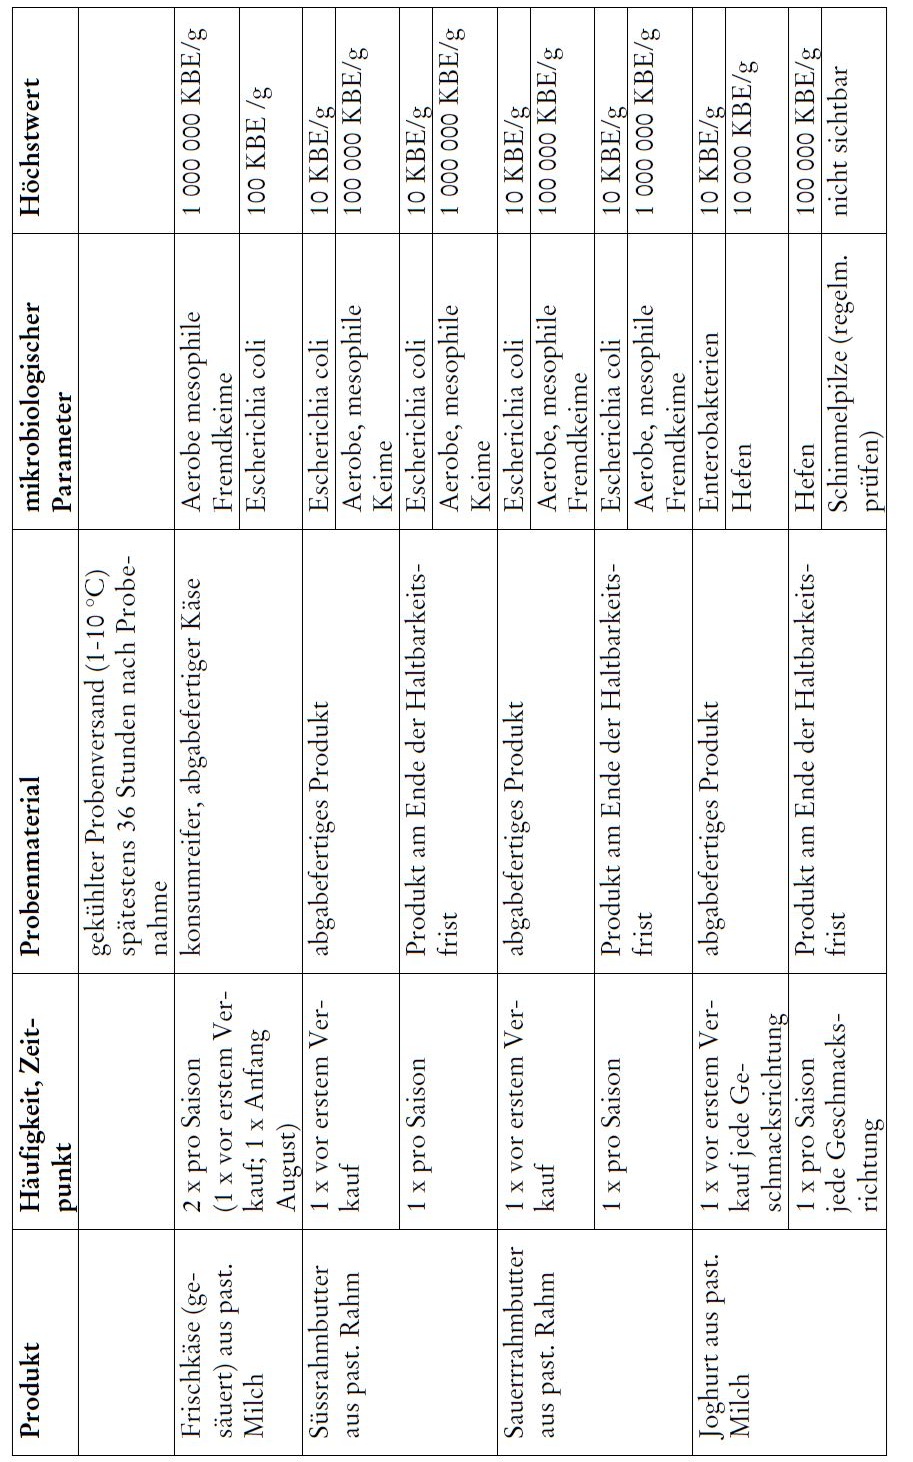 Produkt
Häufigkeit, Zeit-
punkt
Probenmaterial
mikrobiologischer
Parameter
Höchstwert
gekühlter Probenversand (1-10 °C)
spätestens 36 Stunden nach Probe-
nahme
Frischkäse (ge-
säuert) aus past.
Milch
2 x pro Saison
(1 x vor erstem Ver-
kauf; 1 x Anfang
August)
konsumreifer, abgabefertiger Käse
Aerobe mesophile
Fremdkeime
1 000 000 KBE/g
Escherichia coli
100 KBE /g
Süssrahmbutter
aus past. Rahm
1 x vor erstem Ver-
kauf
abgabefertiges Produkt
Escherichia coli
10 KBE/g
Aerobe, mesophile
Keime
100 000 KBE/g
1 x pro Saison
Produkt am Ende der Haltbarkeits-
frist
Escherichia coli
10 KBE/g
Aerobe, mesophile
Keime
1 000 000 KBE/g
Sauerrahmbutter
aus past. Rahm
1 x vor erstem Ver-
kauf
abgabefertiges Produkt
Escherichia coli
10 KBE/g
Aerobe, mesophile
Fremdkeime
100 000 KBE/g
1 x pro Saison
Produkt am Ende der Haltbarkeits-
frist
Escherichia coli
10 KBE/g
Aerobe, mesophile
Fremdkeime
1 000 000 KBE/g
Joghurt aus past.
Milch
1 x vor erstem Ver-
kauf jede Ge-
schmacksrichtung
abgabefertiges Produkt
Enterobakterien
10 KBE/g
Hefen
10 000 KBE/g
1 x pro Saison
jede Geschmacks-
richtung
Produkt am Ende der Haltbarkeits-
frist
Hefen
100 000 KBE/g
Schimmelpilze (regelm.
prüfen)
nicht sichtbar